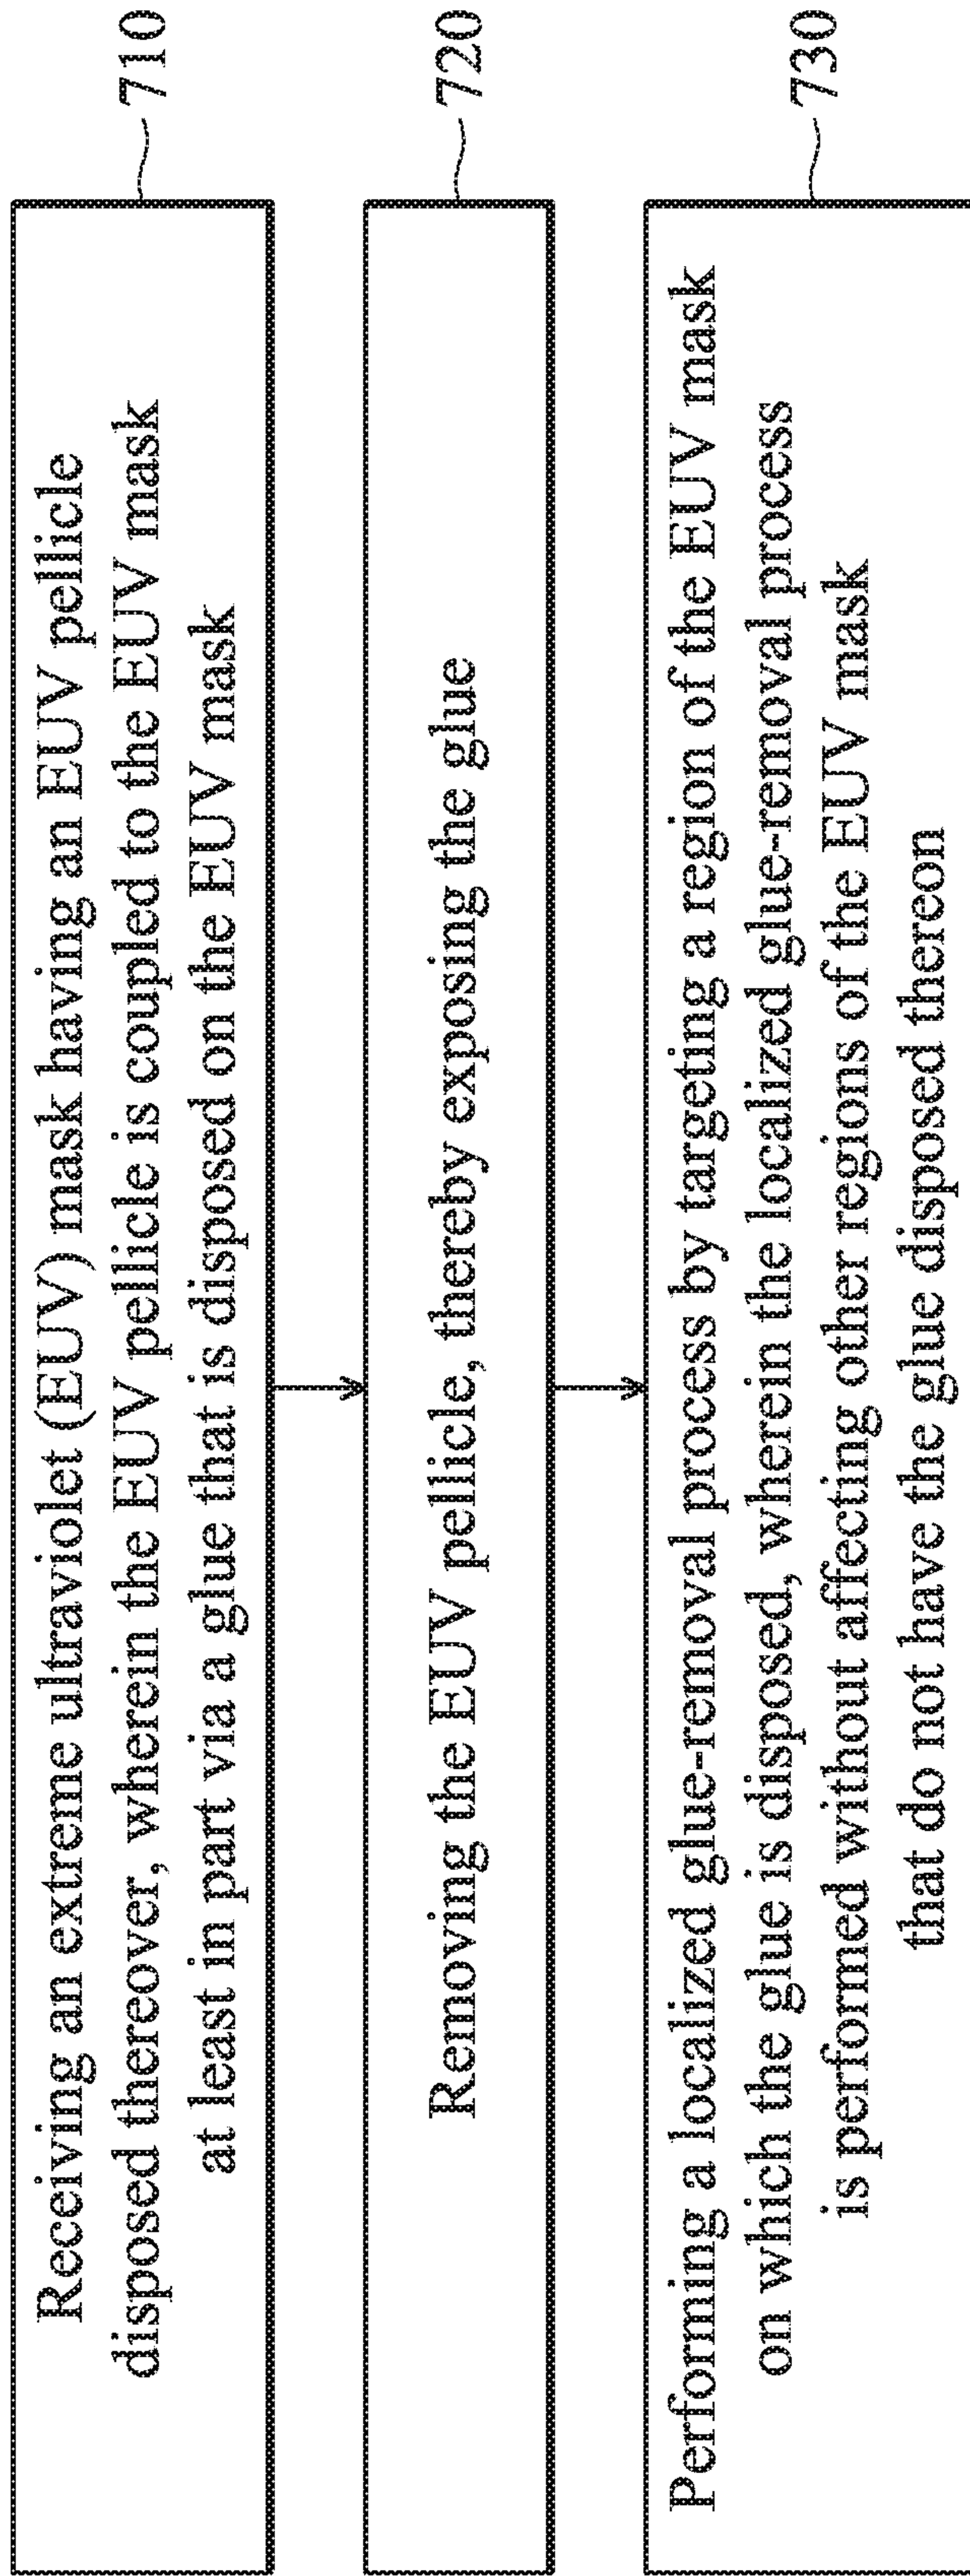 Receiving an extreme ultraviolet (EUV) mask having an EUV pellicle
disposed thereover, wherein the EUV pellicle is coupled to the EUV mask
at least in part via a glue that is disposed on the EUV mask
710
Removing the EUV pellicle, thereby exposing the glue
720
Performing a localized glue-removal process by targeting a region of the EUV mask
on which the glue is disposed, wherein the localized glue-removal process
is performed without affecting other regions of the EUV mask
that do not have the glue disposed thereon
730